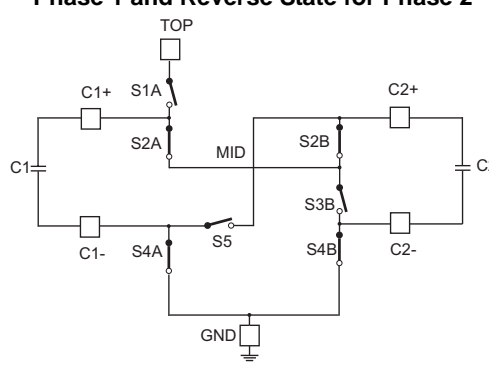 Phase 1 and Reverse State for Phase 2
TOP
C1+
S1A
C2+
S2A
MID
S2B
C1
S3B
C1-
S4A
S5
S4B
C2-
GND